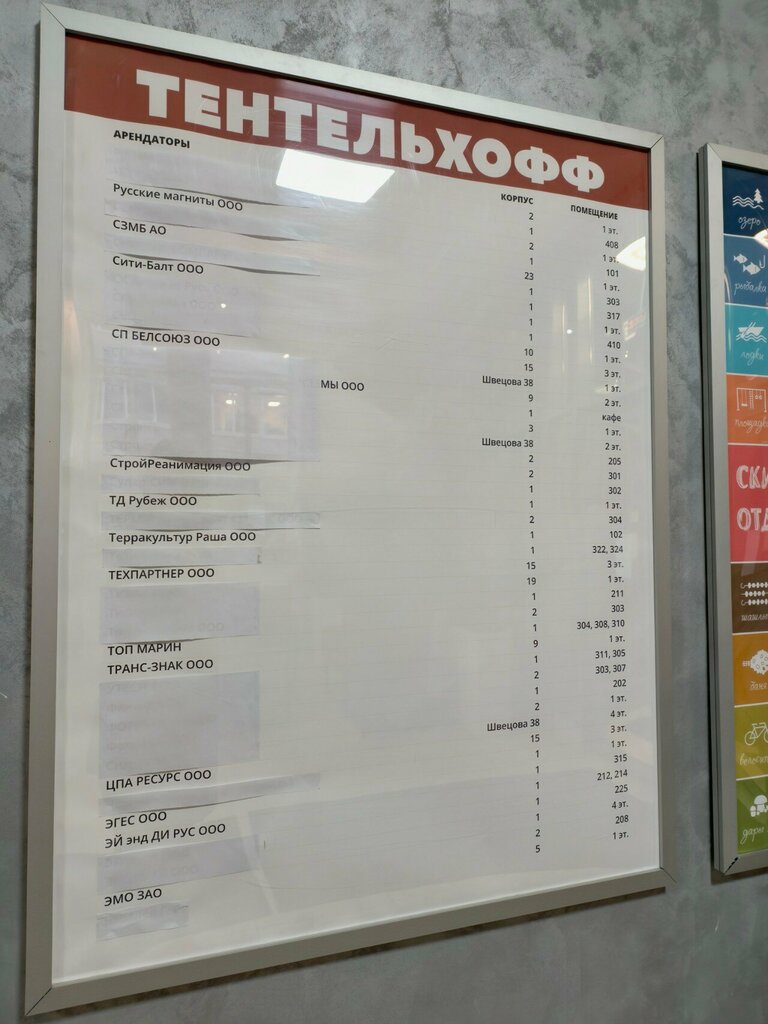 ТЕНТЕЛЬХОФФ
АРЕНДАТОРЫ КОРПУС ПОМЕЩЕНИЕ
Русские магниты ООО
СЗМБ АО
Сити-Балт ООО
СП БЕЛСОЮЗ ООО
МЫ ООО
СтройРеанимация ООО
ТД Рубеж ООО
Терракультур Раша ООО
ТЕХПАРТНЕР ООО
ТОП МАРИН
ТРАНС-ЗНАК ООО
ЦПА РЕСУРС ООО
ЭГЕС ООО
ЭЙ энд ДИ РУС ООО
ЭМО ЗАО
2
1
2
1
23
1
1
1
1
10
15
Швецова 38
9
1
3
Швецова 38
2
2
1
1
2
1
1
15
19
1
2
1
9
1
2
1
2
Швецова 38
15
1
1
1
1
1
2
5
1 эт.
408
1 эт.
101
1 эт.
303
317
1 эт.
410
1 эт.
3 эт.
1 эт.
2 эт.
кафе
1 эт.
2 эт.
205
301
302
1 эт.
304
102
322, 324
3 эт.
1 эт.
211
303
304, 308, 310
1 эт.
311, 305
303, 307
202
1 эт.
4 эт.
3 эт.
1 эт.
315
212, 214
225
4 эт.
208
1 эт.
озеро
рыбалка
лодки